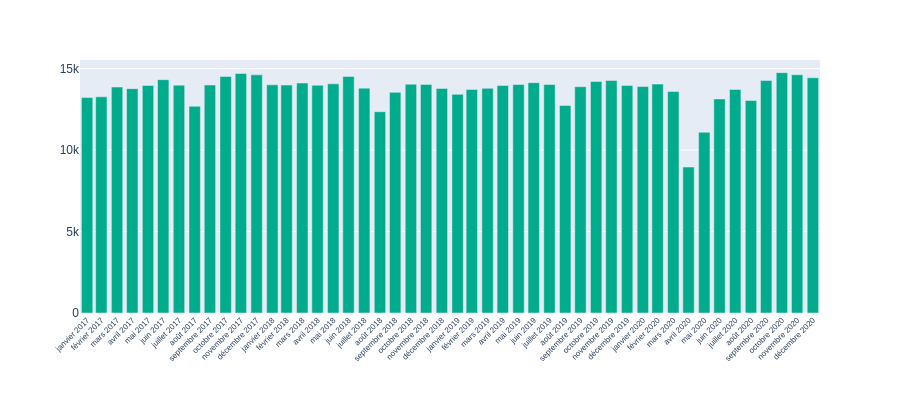 15k
10k
5k
0
janvier 2017
février 2017
mars 2017
avril 2017
mai 2017
juin 2017
juillet 2017
août 2017
septembre 2017
octobre 2017
novembre 2017
décembre 2017
janvier 2018
février 2018
mars 2018
avril 2018
mai 2018
juin 2018
juillet 2018
août 2018
septembre 2018
octobre 2018
novembre 2018
décembre 2018
janvier 2019
février 2019
mars 2019
avril 2019
mai 2019
juin 2019
juillet 2019
août 2019
septembre 2019
octobre 2019
novembre 2019
décembre 2019
janvier 2020
février 2020
mars 2020
avril 2020
mai 2020
juin 2020
juillet 2020
août 2020
septembre 2020
octobre 2020
novembre 2020
décembre 2020